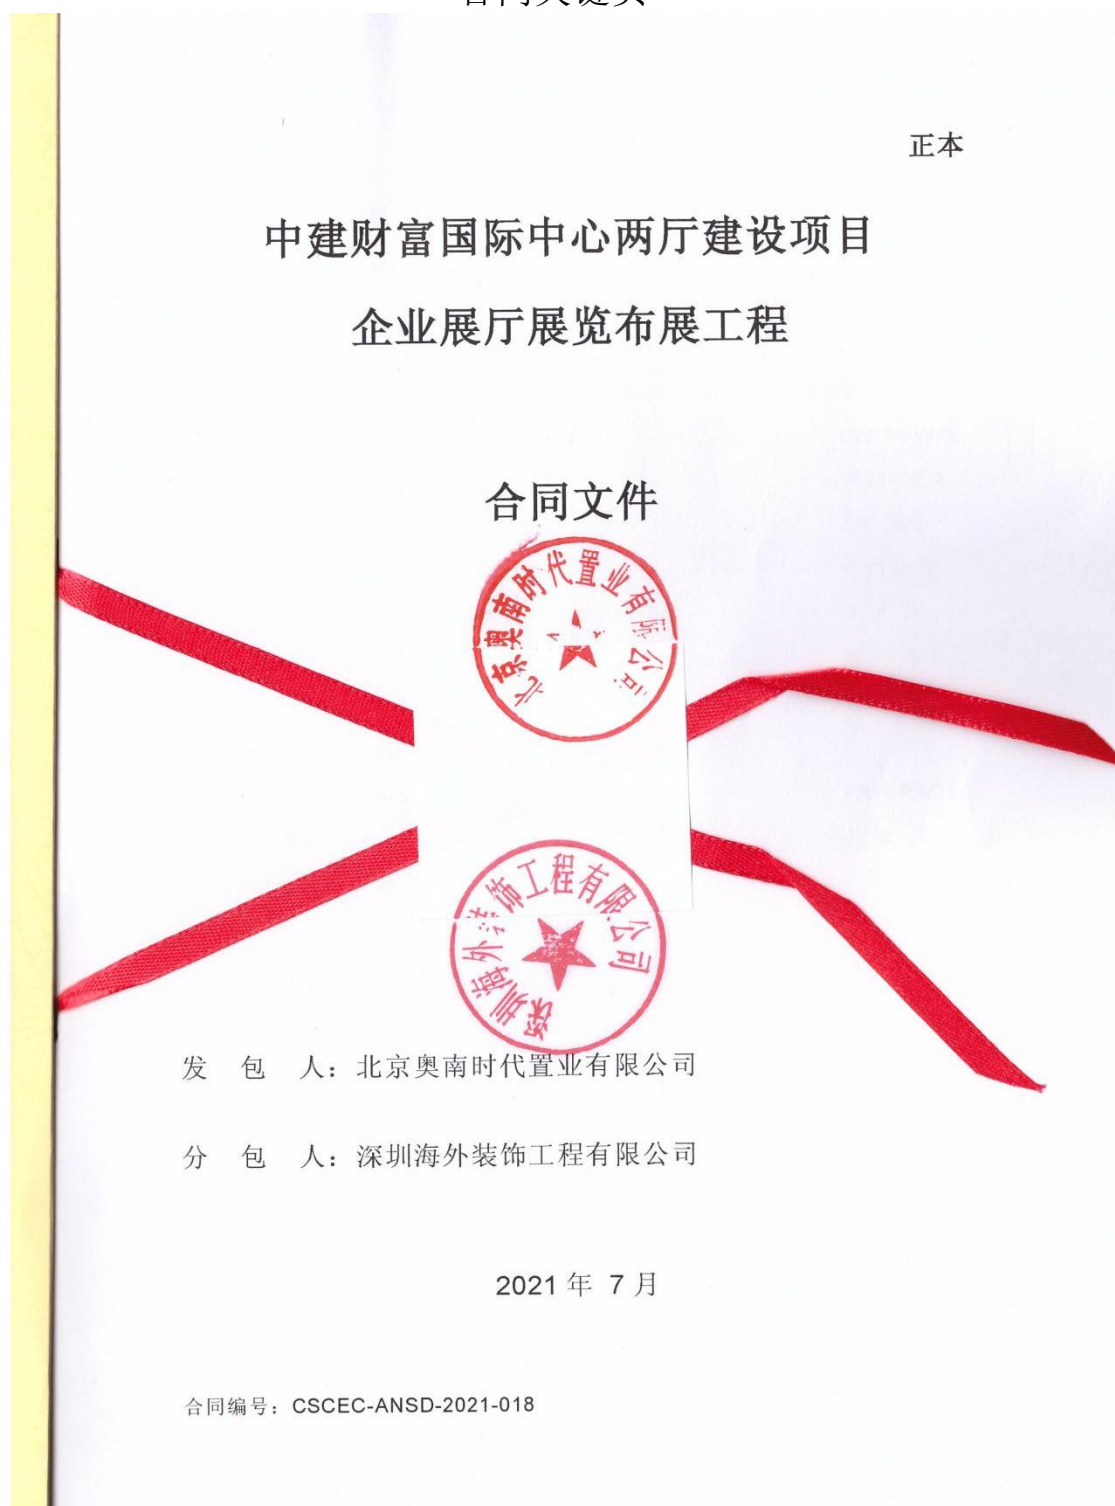 合同关键页
正本
中建财富国际中心两厅建设项目
企业展厅展览布展工程
合同文件
北京奥南时代置业有限公司
深圳海外装饰工程有限公司
发 包 人：北京奥南时代置业有限公司
分 包 人：深圳海外装饰工程有限公司
2021 年 7 月
合同编号：CSCEC-ANSD-2021-018